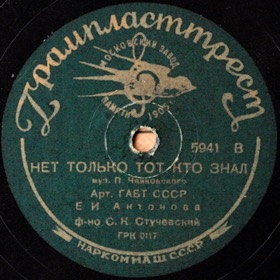 Грампласттрест
МОСКОВСКИЙ ЗАВОД
ПАМЯТИ 1905 г.
5941 В
НЕТ ТОЛЬКО ТОТ КТО ЗНАЛ
муз. П. Чайковского
Арт. ГАБТ СССР
Е И Антонова
ф-но С. К. Стучевский
ГРК 0117
НАРКОММАШ СССР